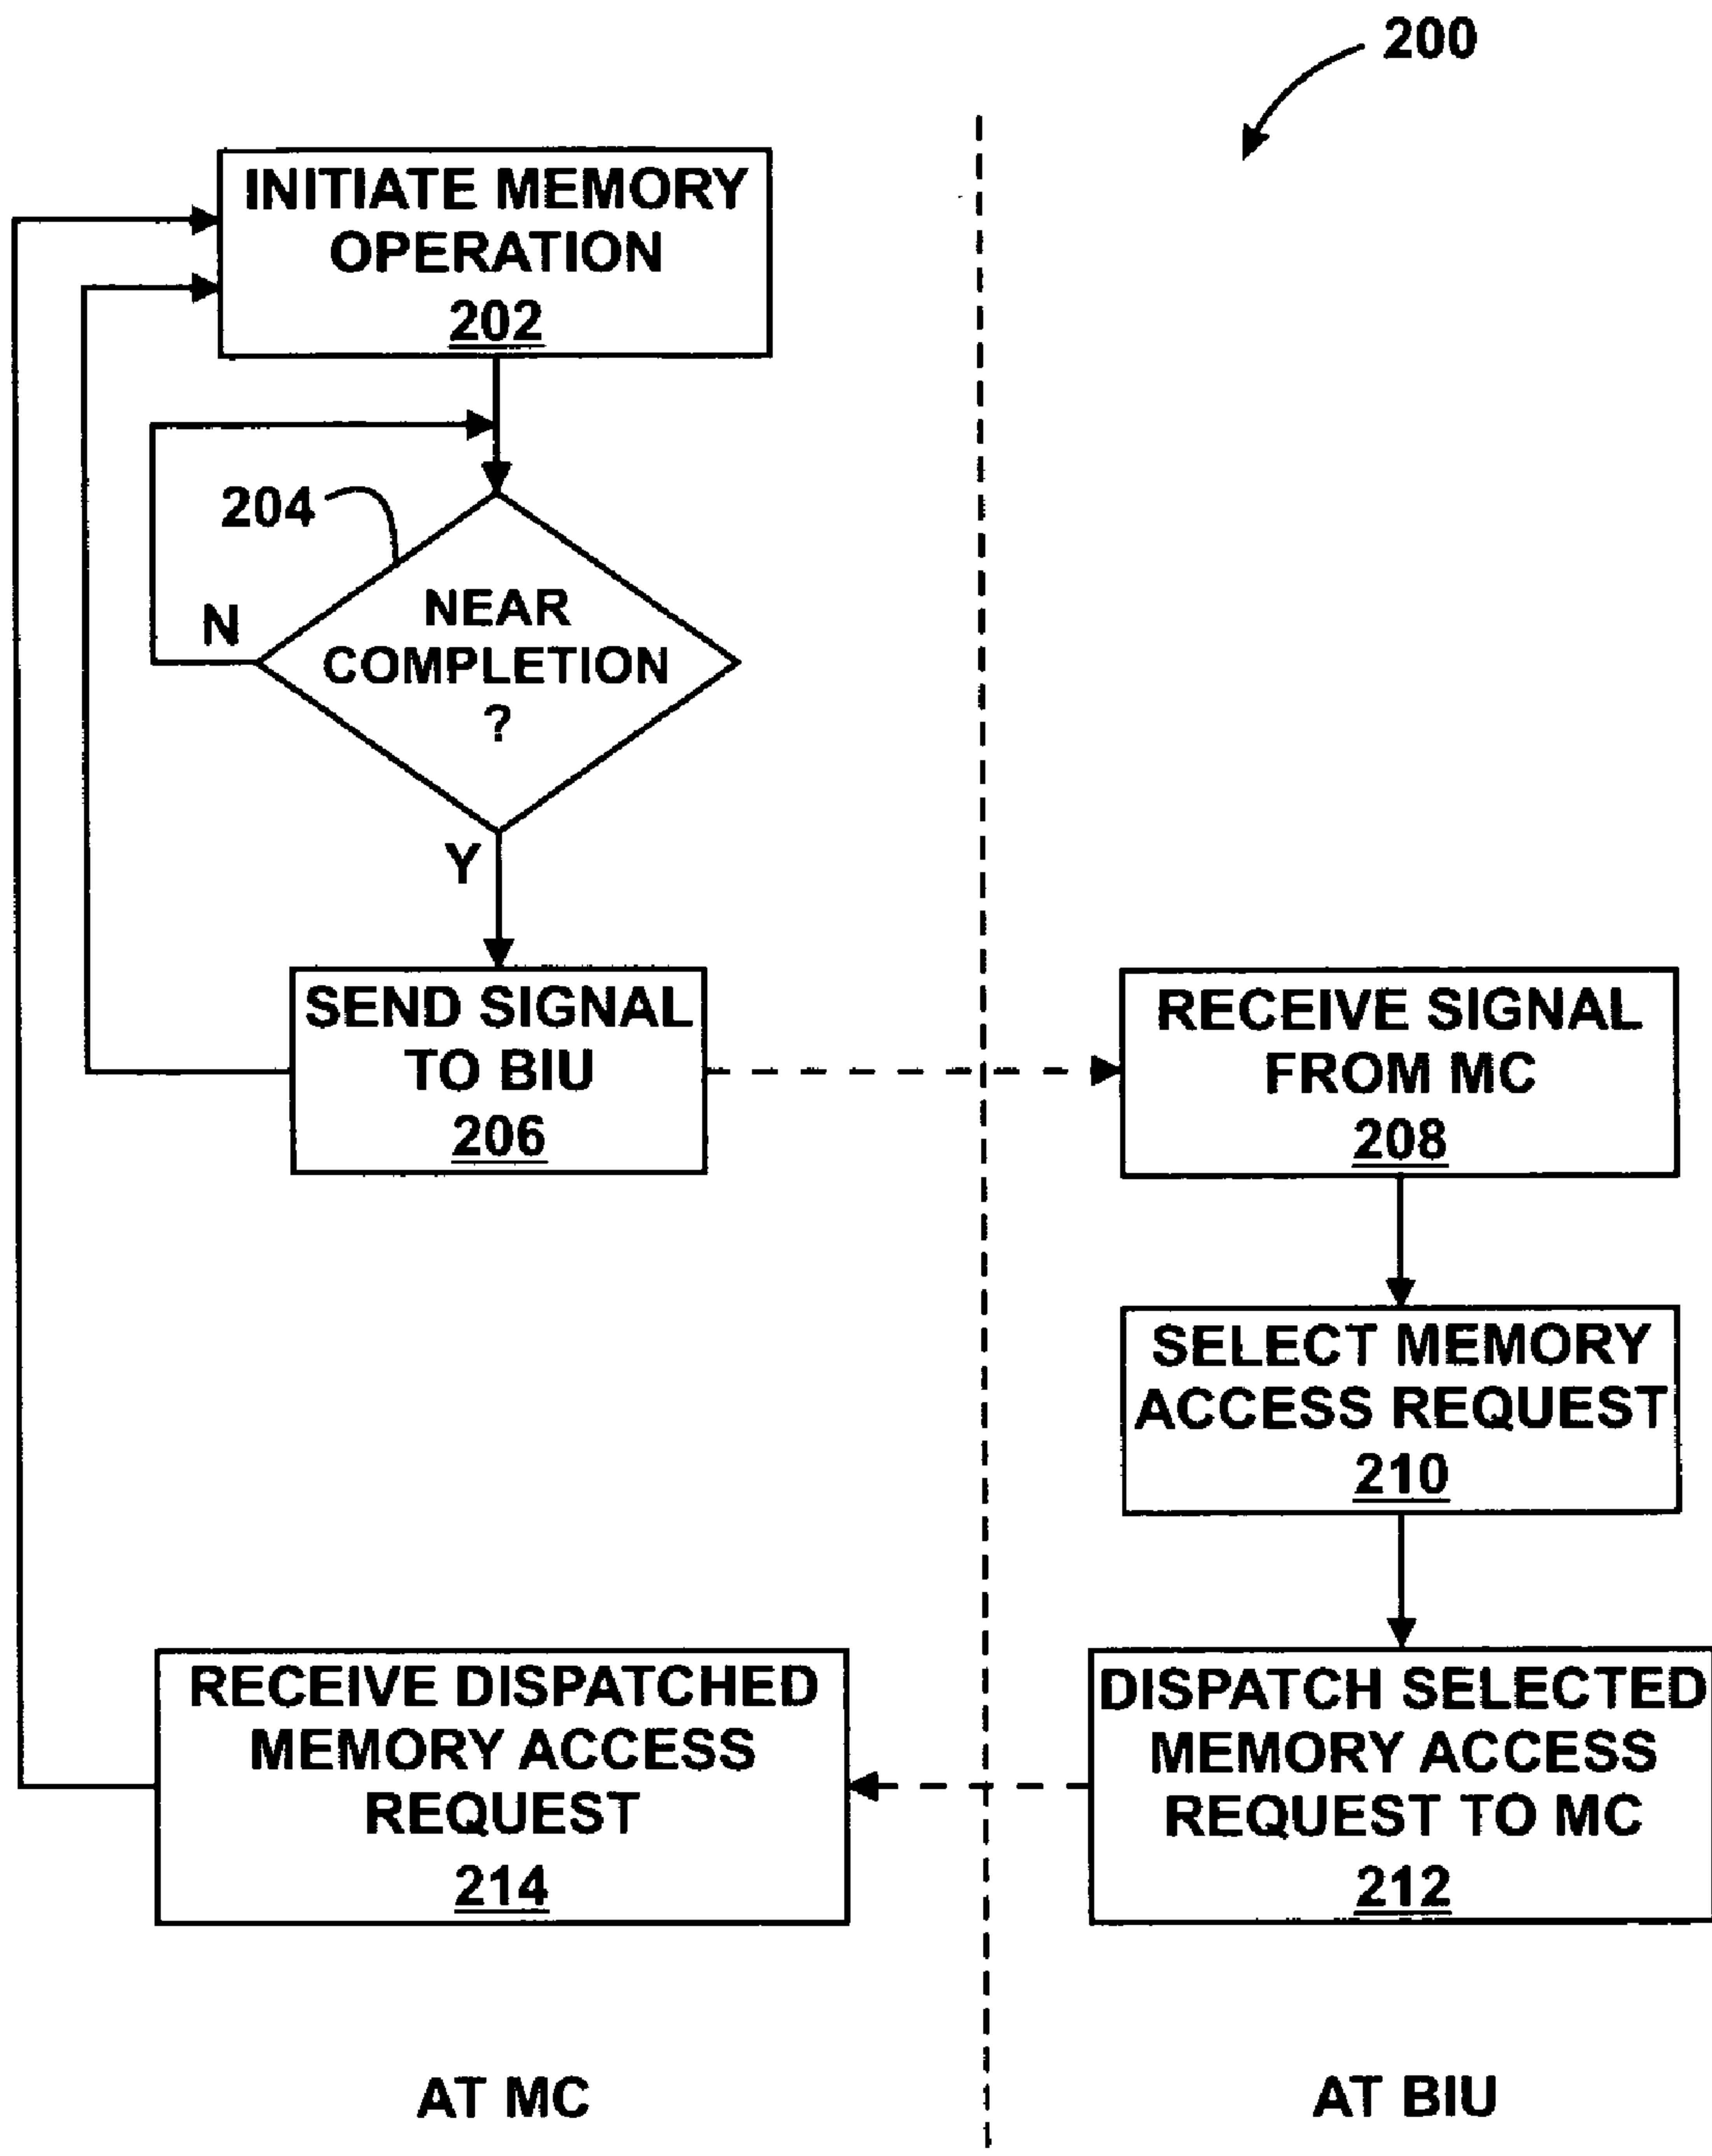 200
INITIATE MEMORY
OPERATION
202
204
NEAR
COMPLETION
?
N
Y
SEND SIGNAL
TO BIU
206
RECEIVE SIGNAL
FROM MC
208
SELECT MEMORY
ACCESS REQUEST
210
DISPATCH SELECTED
MEMORY ACCESS
REQUEST TO MC
212
RECEIVE DISPATCHED
MEMORY ACCESS
REQUEST
214
AT MC
AT BIU